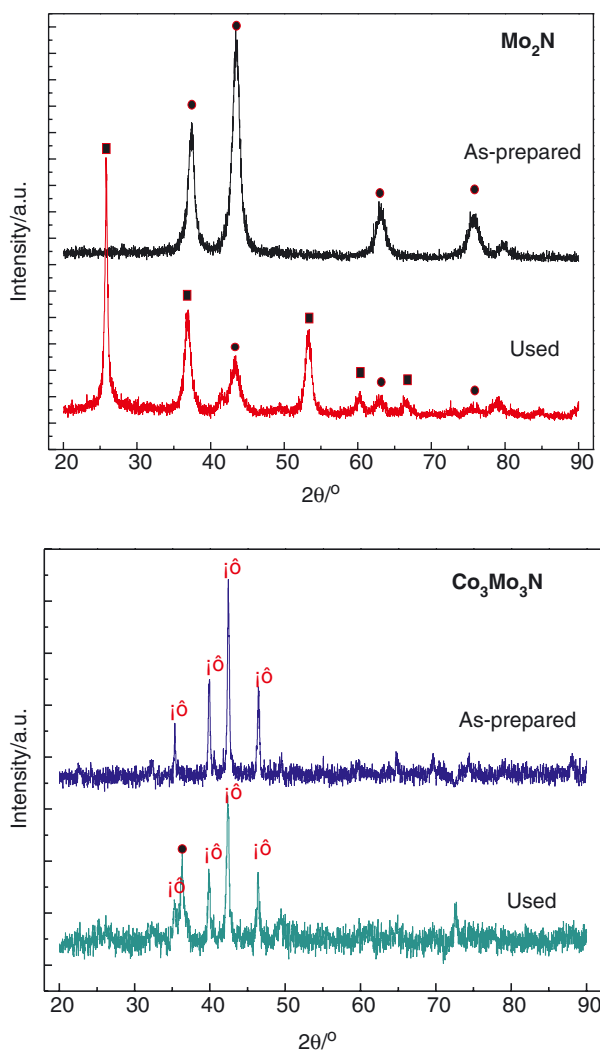 Mo₂N
As-prepared
Used
Intensity/a.u.
20 30 40 50 60 70 80 90
2θ/º
Co₃Mo₃N
¡ô
¡ô
¡ô
¡ô
As-prepared
¡ô
¡ô
¡ô
¡ô
Used
Intensity/a.u.
20 30 40 50 60 70 80 90
2θ/º